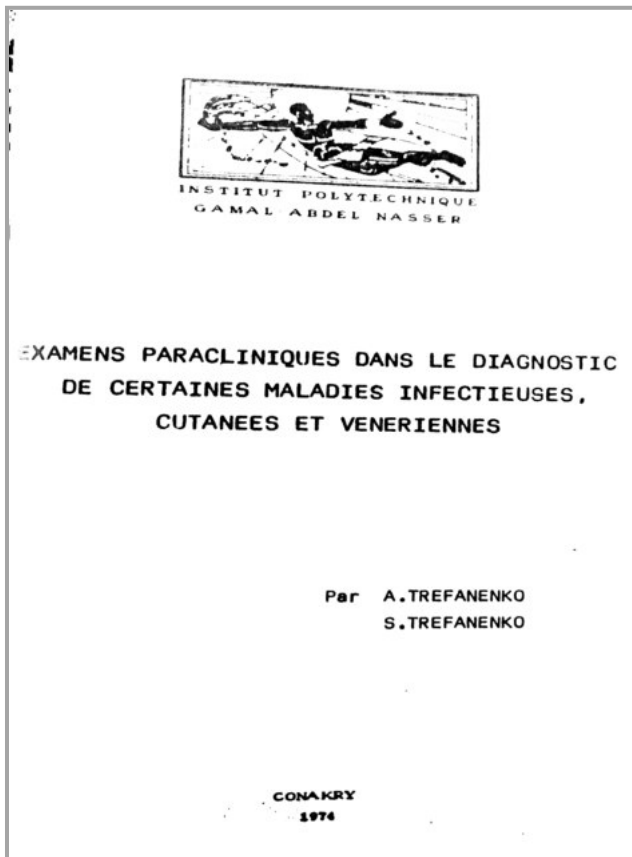 INSTITUT POLYTECHNIQUE
GAMAL ABDEL NASSER
EXAMENS PARACLINIQUES DANS LE DIAGNOSTIC
DE CERTAINES MALADIES INFECTIEUSES,
CUTANEES ET VENERIENNES
Par A.TREFANENKO
S.TREFANENKO
CONAKRY
1974